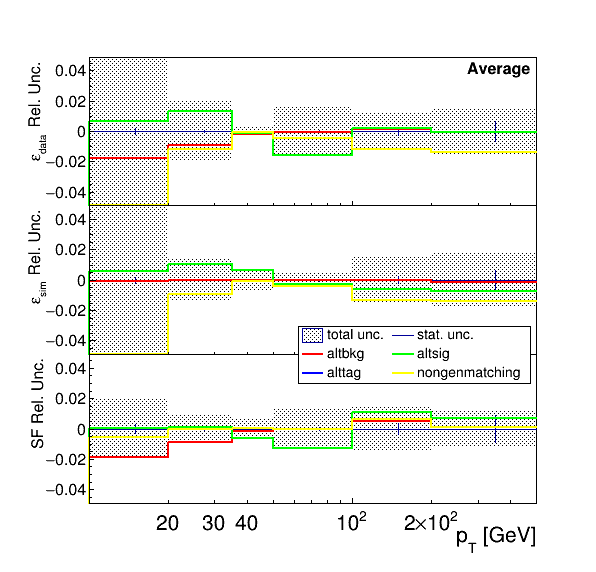 Average
ε_data Rel. Unc.
0.04
0.02
0
−0.02
−0.04
ε_sim Rel. Unc.
0.04
0.02
0
−0.02
−0.04
total unc. stat. unc.
altbkg altsig
alttag nongenmatching
SF Rel. Unc.
0.04
0.02
0
−0.02
−0.04
20 30 40 10² 2×10²
p_T [GeV]